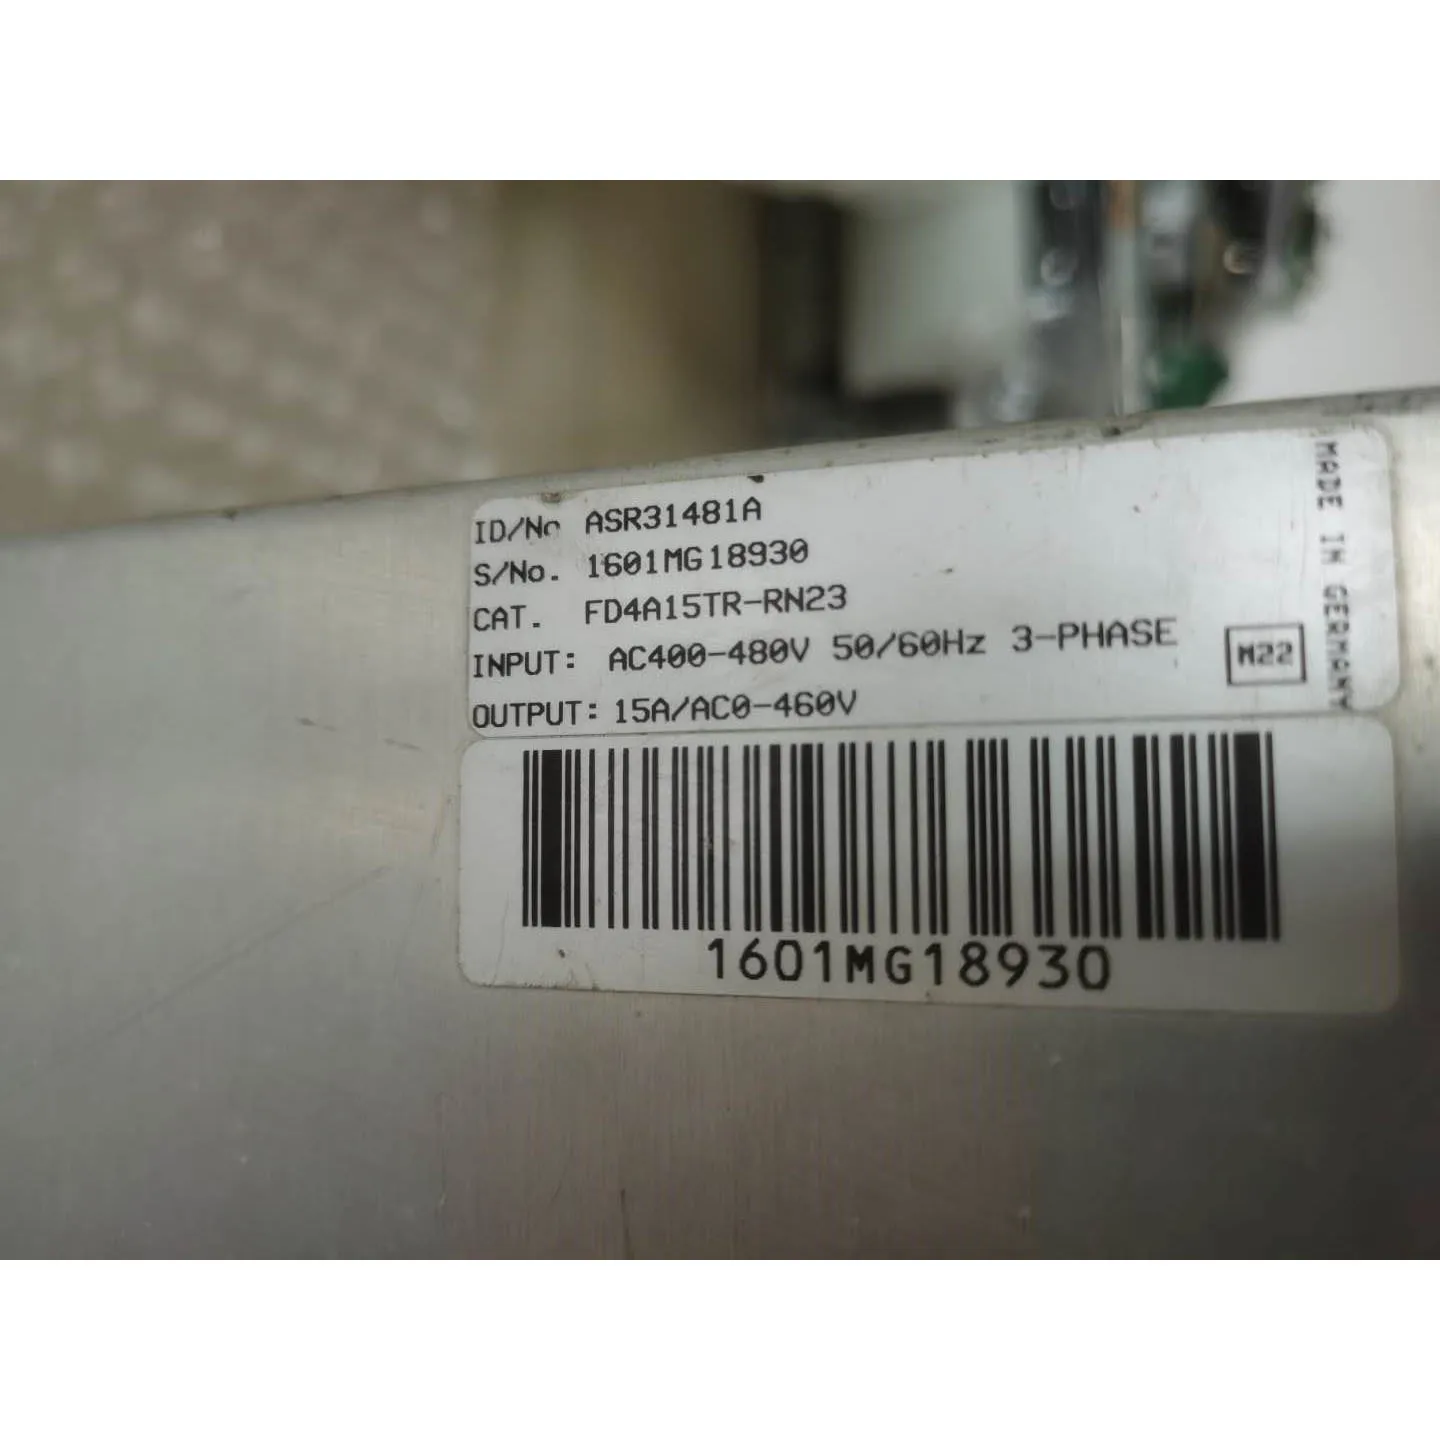 ID/No ASR31481A
S/No. 1601MG18930
CAT. FD4A15TR-RN23
INPUT: AC400-480V 50/60Hz 3-PHASE
OUTPUT: 15A/AC0-460V
M22
MADE IN GERMANY
1601MG18930